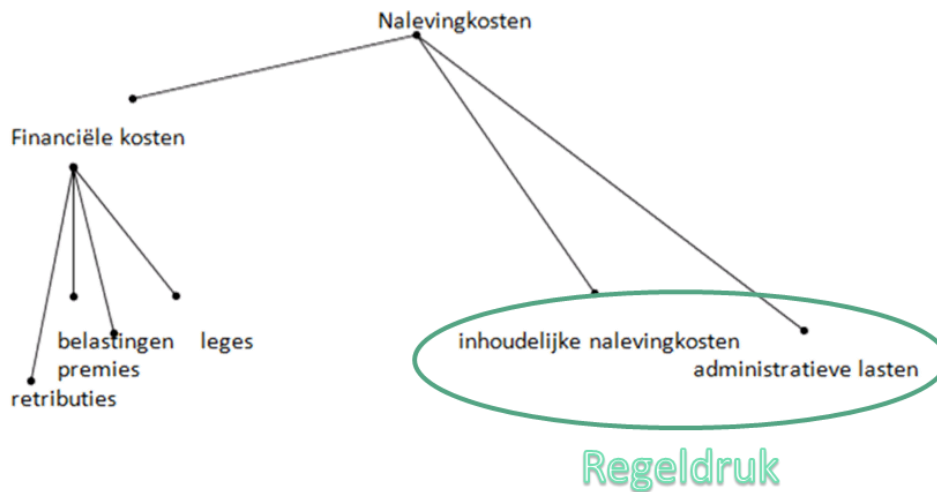 Nalevingkosten
Financiële kosten
belastingen leges
premies
retributies
inhoudelijke nalevingkosten
administratieve lasten
Regeldruk